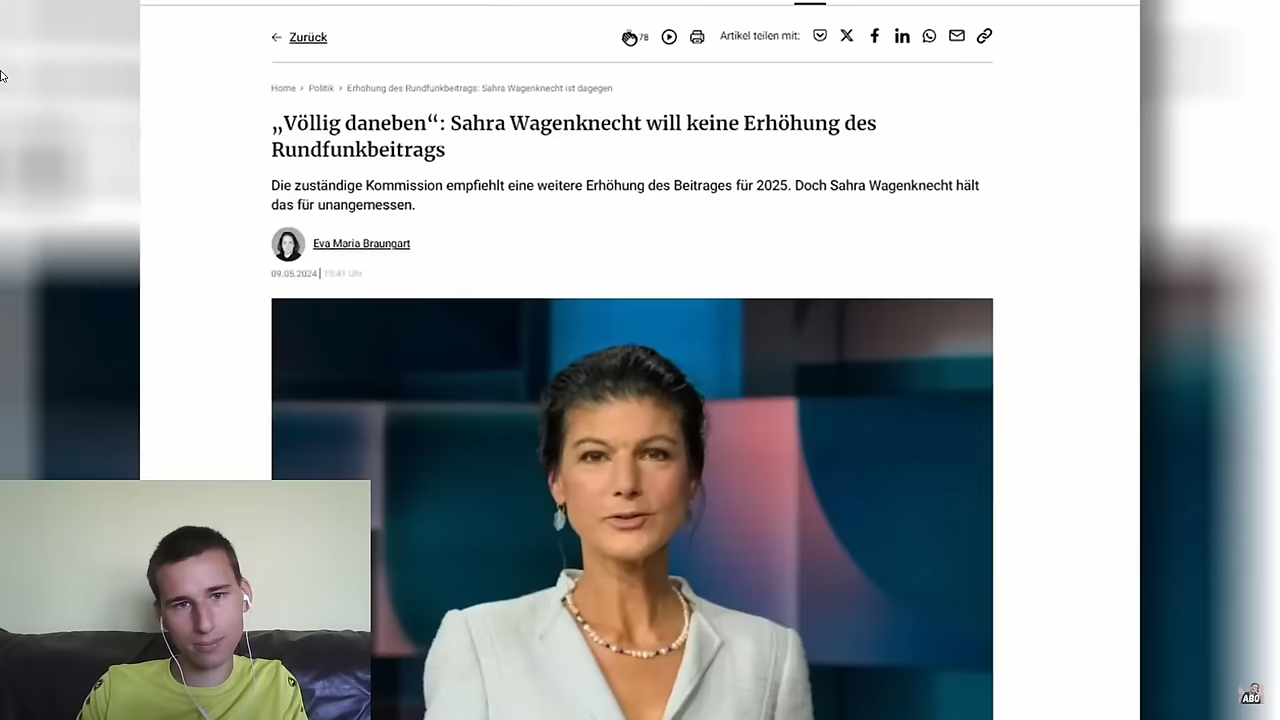 Zurück
78
Artikel teilen mit:
Home › Politik › Erhöhung des Rundfunkbeitrags: Sahra Wagenknecht ist dagegen
„Völlig daneben“: Sahra Wagenknecht will keine Erhöhung des
Rundfunkbeitrags
Die zuständige Kommission empfiehlt eine weitere Erhöhung des Beitrages für 2025. Doch Sahra Wagenknecht hält
das für unangemessen.
Eva Maria Braungart
09.05.2024 | Uhr
ABO